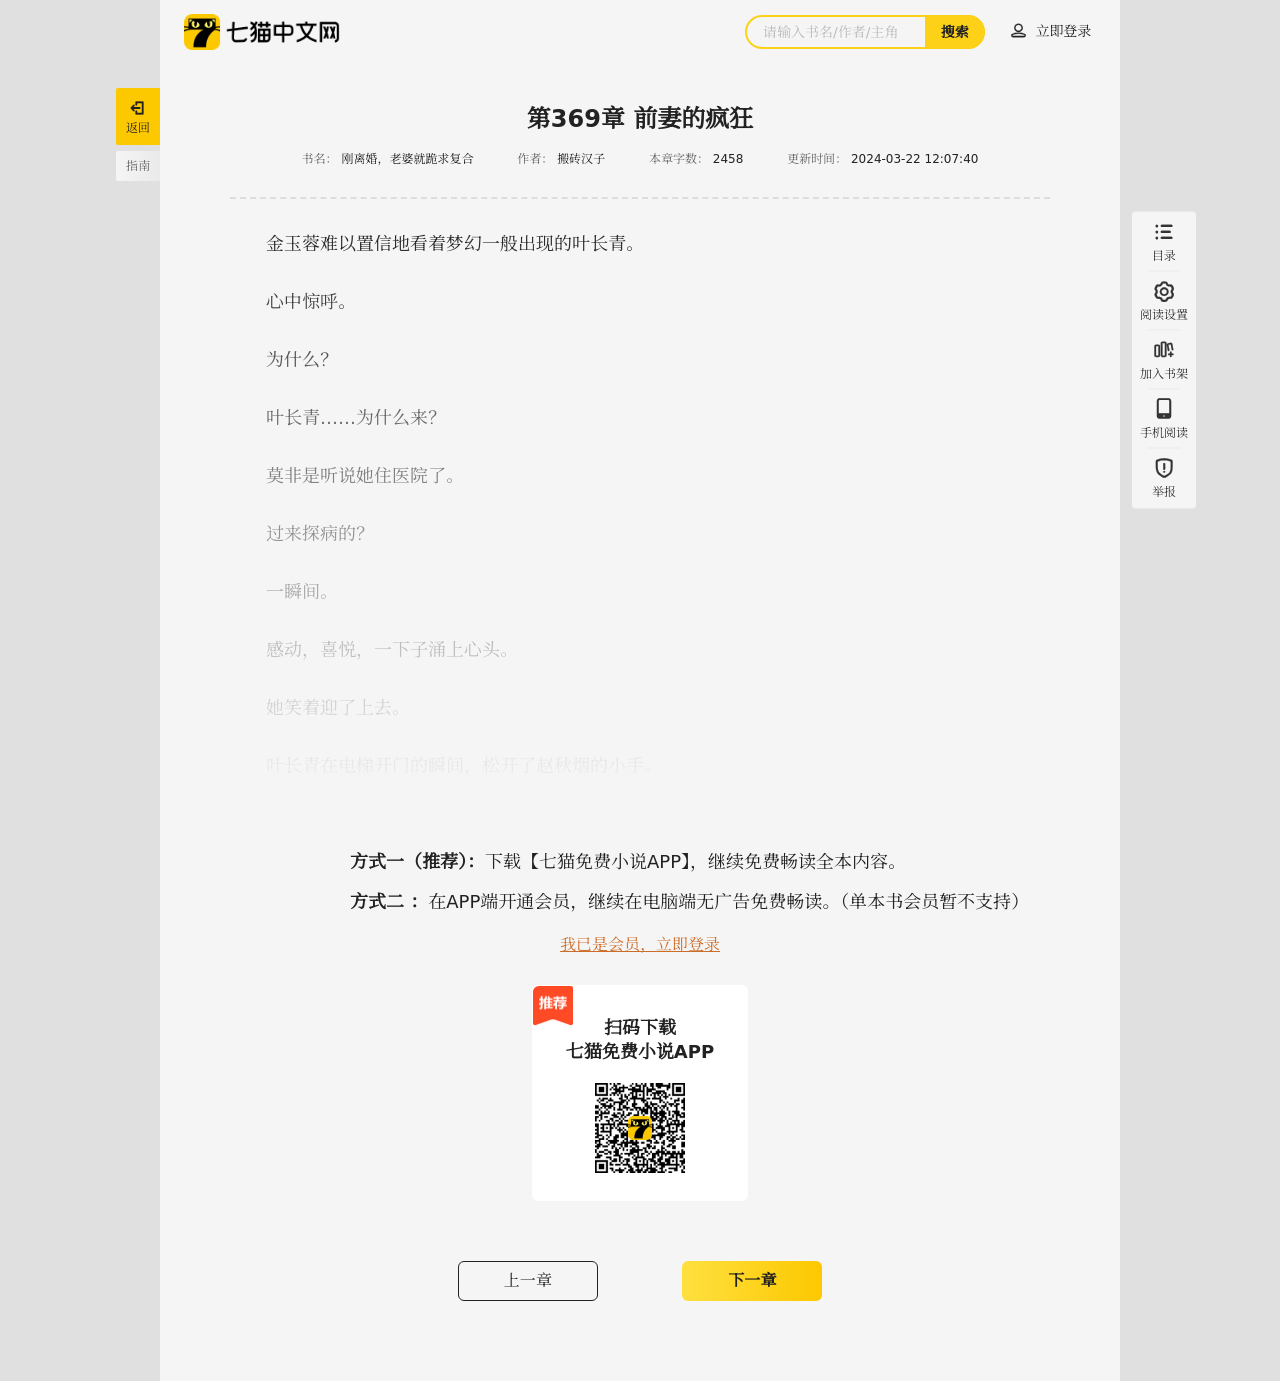 七猫中文网
请输入书名/作者/主角
搜索
立即登录
返回
指南
第369章 前妻的疯狂
书名： 刚离婚，老婆就跪求复合 作者： 搬砖汉子 本章字数： 2458 更新时间： 2024-03-22 12:07:40
金玉蓉难以置信地看着梦幻一般出现的叶长青。
心中惊呼。
为什么？
叶长青……为什么来？
莫非是听说她住医院了。
过来探病的？
一瞬间。
感动，喜悦，一下子涌上心头。
她笑着迎了上去。
叶长青在电梯开门的瞬间，松开了赵秋烟的小手。
目录
阅读设置
加入书架
手机阅读
举报
方式一（推荐）： 下载【七猫免费小说APP】，继续免费畅读全本内容。
方式二 ： 在APP端开通会员，继续在电脑端无广告免费畅读。（单本书会员暂不支持）
我已是会员，立即登录
推荐
扫码下载
七猫免费小说APP
上一章
下一章